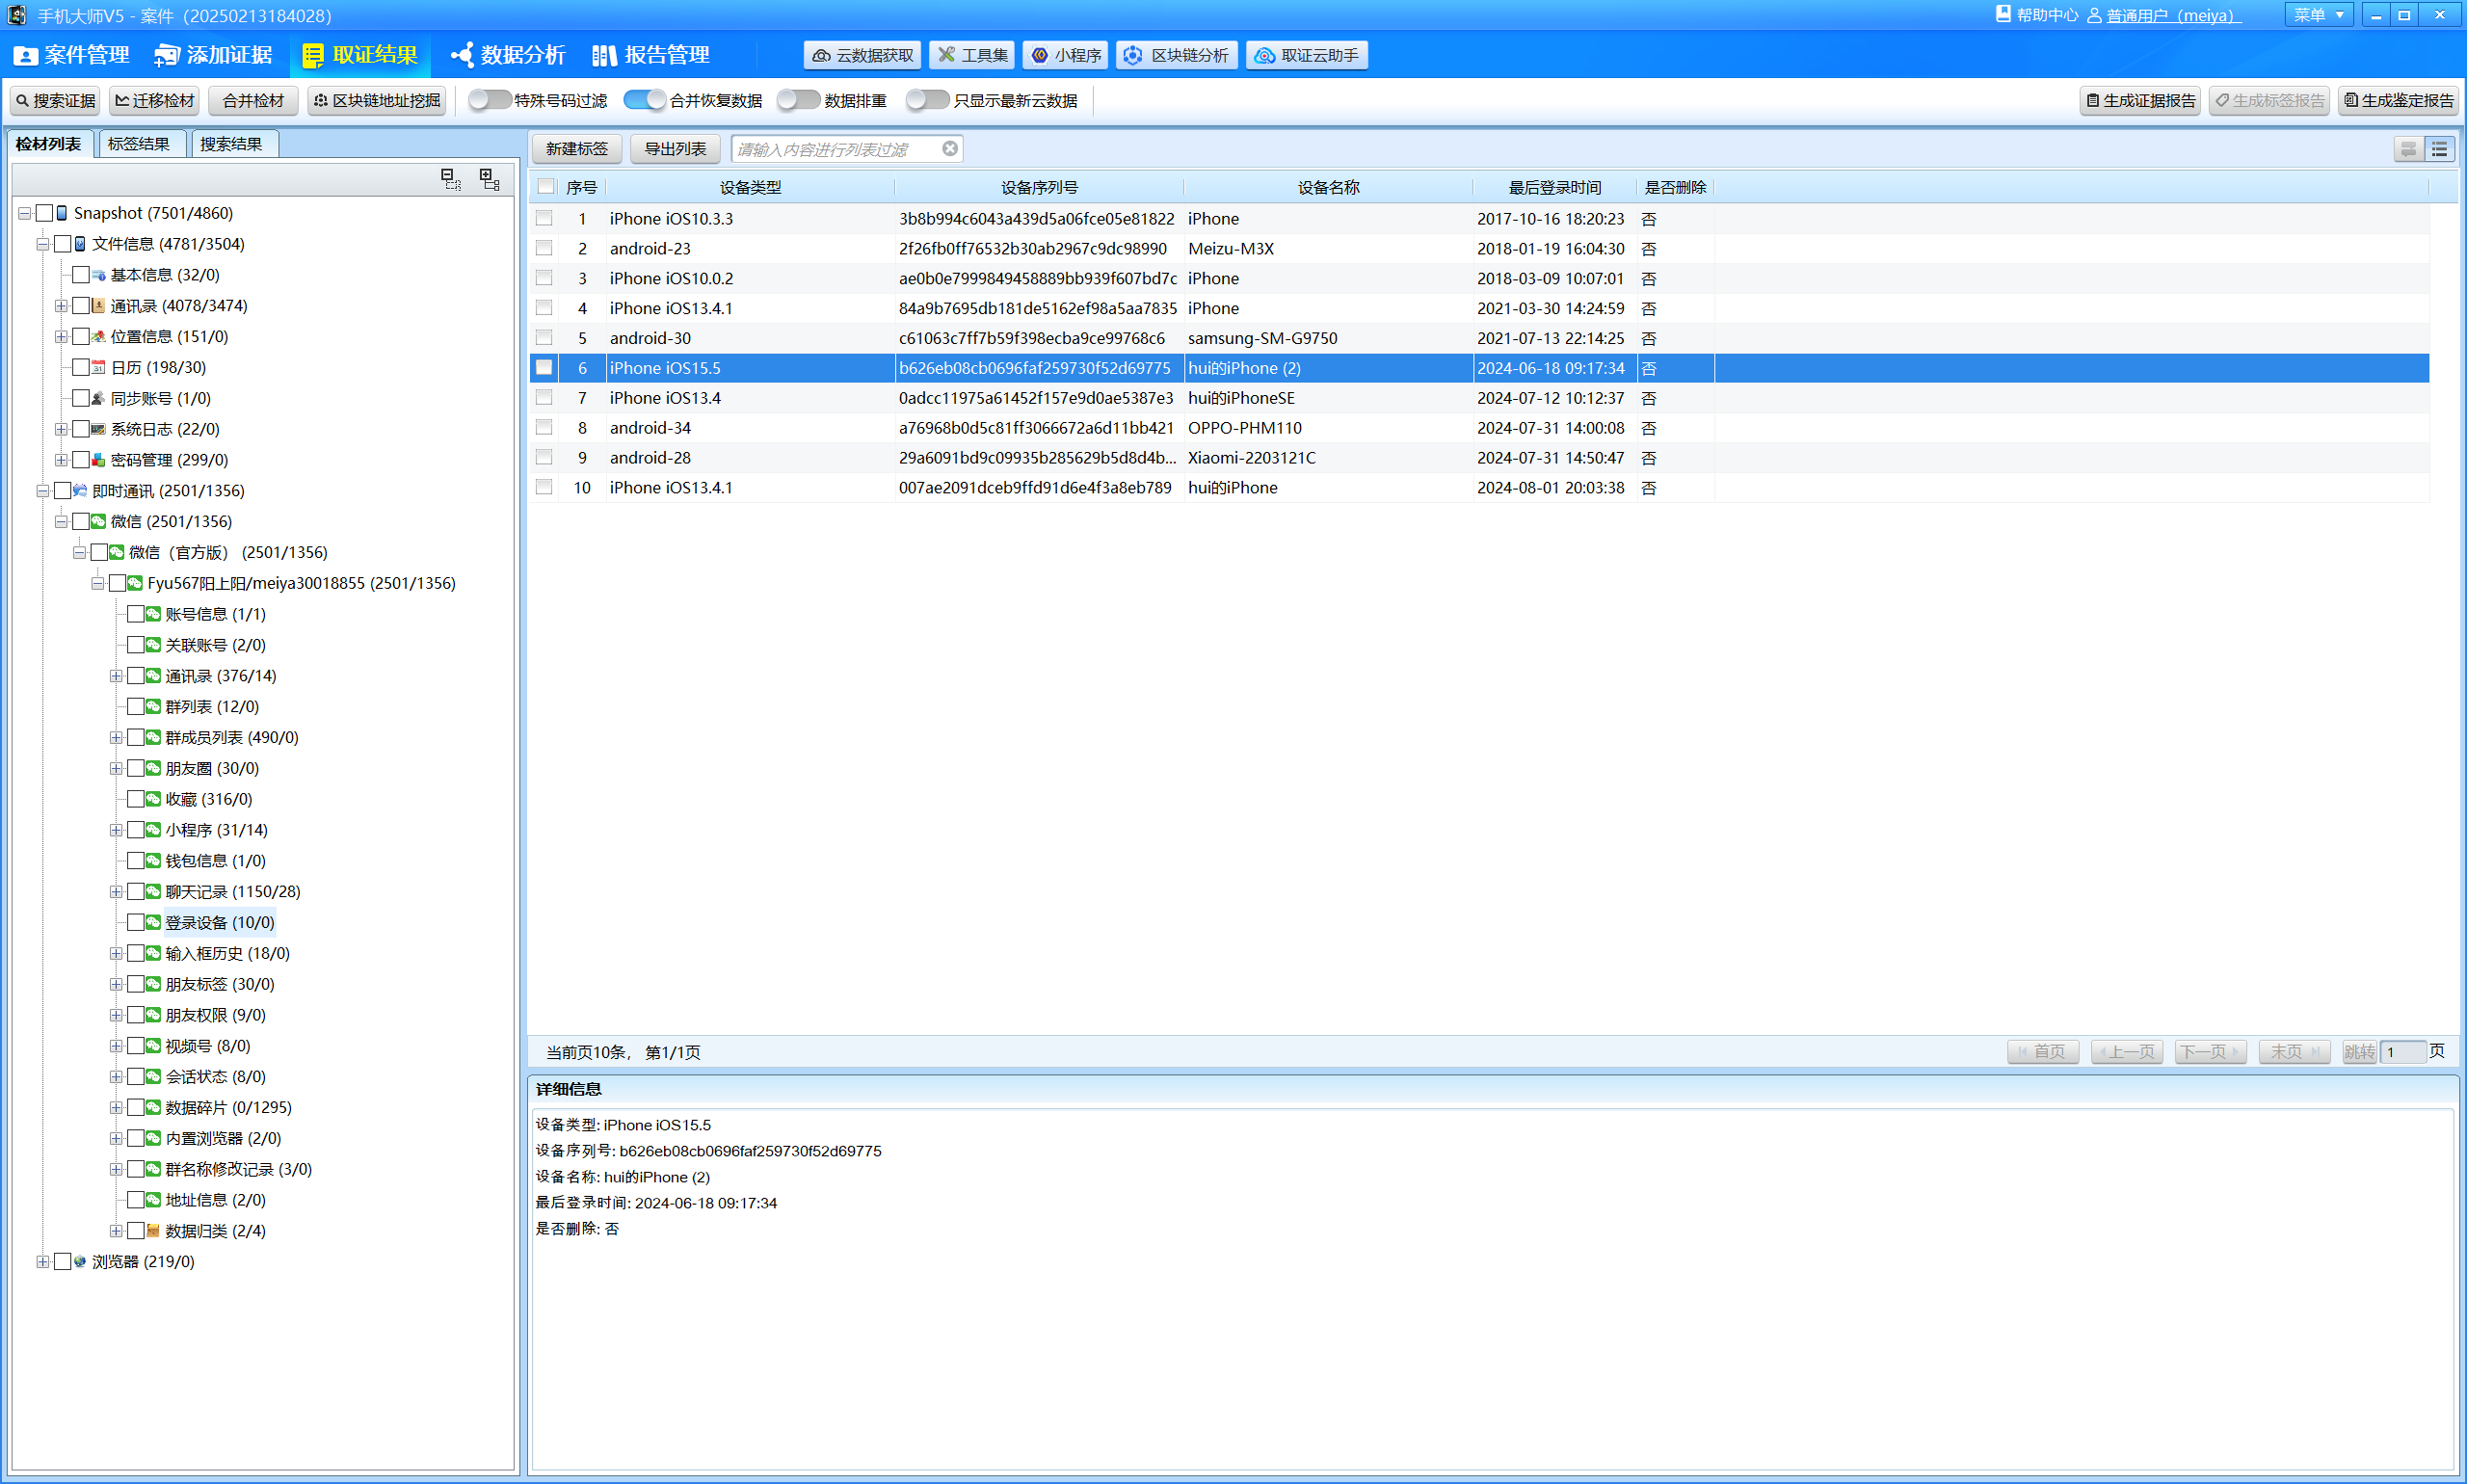 手机大师V5 - 案件（20250213184028） 帮助中心 普通用户（meiya） 菜单
案件管理 添加证据 取证结果 数据分析 报告管理 云数据获取 工具集 小程序 区块链分析 取证云助手
搜索证据 迁移检材 合并检材 区块链地址挖掘 特殊号码过滤 合并恢复数据 数据排重 只显示最新云数据 生成证据报告 生成标签报告 生成鉴定报告
检材列表 标签结果 搜索结果
Snapshot (7501/4860)
文件信息 (4781/3504)
基本信息 (32/0)
通讯录 (4078/3474)
位置信息 (151/0)
日历 (198/30)
同步账号 (1/0)
系统日志 (22/0)
密码管理 (299/0)
即时通讯 (2501/1356)
微信 (2501/1356)
微信（官方版） (2501/1356)
Fyu567阳上阳/meiya30018855 (2501/1356)
账号信息 (1/1)
关联账号 (2/0)
通讯录 (376/14)
群列表 (12/0)
群成员列表 (490/0)
朋友圈 (30/0)
收藏 (316/0)
小程序 (31/14)
钱包信息 (1/0)
聊天记录 (1150/28)
登录设备 (10/0)
输入框历史 (18/0)
朋友标签 (30/0)
朋友权限 (9/0)
视频号 (8/0)
会话状态 (8/0)
数据碎片 (0/1295)
内置浏览器 (2/0)
群名称修改记录 (3/0)
地址信息 (2/0)
数据归类 (2/4)
浏览器 (219/0)
新建标签 导出列表 请输入内容进行列表过滤
序号 设备类型 设备序列号 设备名称 最后登录时间 是否删除
1 iPhone iOS10.3.3 3b8b994c6043a439d5a06fce05e81822 iPhone 2017-10-16 18:20:23 否
2 android-23 2f26fb0ff76532b30ab2967c9dc98990 Meizu-M3X 2018-01-19 16:04:30 否
3 iPhone iOS10.0.2 ae0b0e7999849458889bb939f607bd7c iPhone 2018-03-09 10:07:01 否
4 iPhone iOS13.4.1 84a9b7695db181de5162ef98a5aa7835 iPhone 2021-03-30 14:24:59 否
5 android-30 c61063c7ff7b59f398ecba9ce99768c6 samsung-SM-G9750 2021-07-13 22:14:25 否
6 iPhone iOS15.5 b626eb08cb0696faf259730f52d69775 hui的iPhone (2) 2024-06-18 09:17:34 否
7 iPhone iOS13.4 0adcc11975a61452f157e9d0ae5387e3 hui的iPhoneSE 2024-07-12 10:12:37 否
8 android-34 a76968b0d5c81ff3066672a6d11bb421 OPPO-PHM110 2024-07-31 14:00:08 否
9 android-28 29a6091bd9c09935b285629b5d8d4b... Xiaomi-2203121C 2024-07-31 14:50:47 否
10 iPhone iOS13.4.1 007ae2091dceb9ffd91d6e4f3a8eb789 hui的iPhone 2024-08-01 20:03:38 否
当前页10条， 第1/1页 首页 上一页 下一页 末页 跳转 1 页
详细信息
设备类型: iPhone iOS15.5
设备序列号: b626eb08cb0696faf259730f52d69775
设备名称: hui的iPhone (2)
最后登录时间: 2024-06-18 09:17:34
是否删除: 否